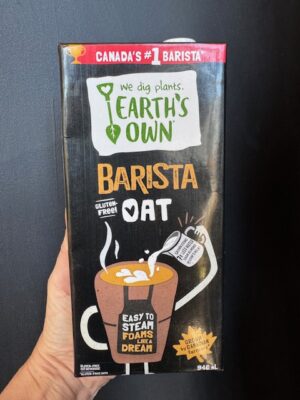 CANADA'S #1 BARISTA
we dig plants.
EARTH'S
OWN
BARISTA
GLUTEN-
FREE!
OAT
EASY TO
STEAM
FOAMS
LIKE A
DREAM
946 mL